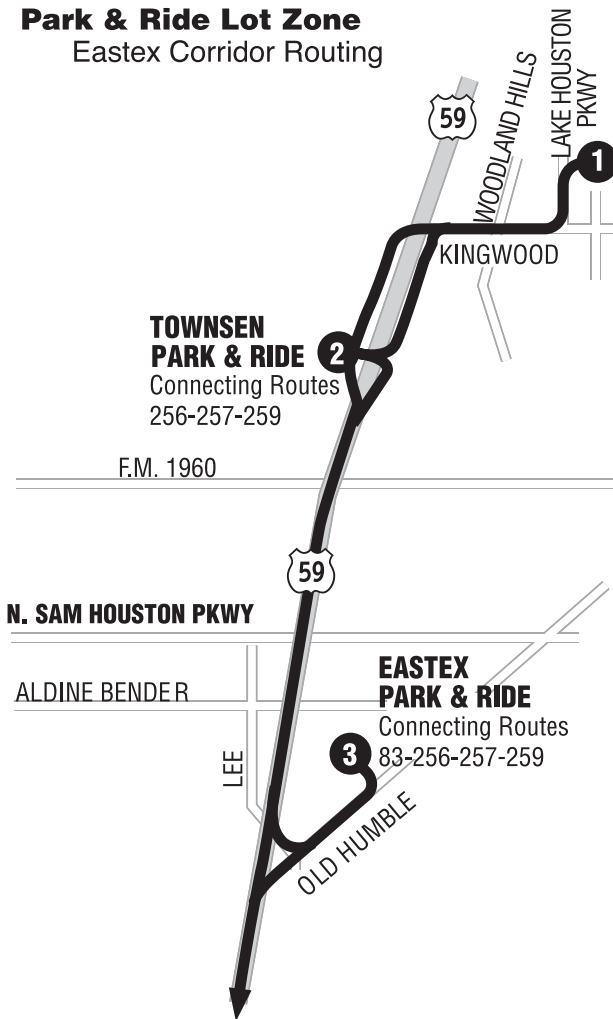 Park & Ride Lot Zone
Eastex Corridor Routing
59
WOODLAND HILLS
LAKE HOUSTON
PKWY
1
KINGWOOD
TOWNSEN
PARK & RIDE
2
Connecting Routes
256-257-259
F.M. 1960
59
N. SAM HOUSTON PKWY
ALDINE BENDER
EASTEX
PARK & RIDE
Connecting Routes
3
83-256-257-259
LEE
OLD HUMBLE